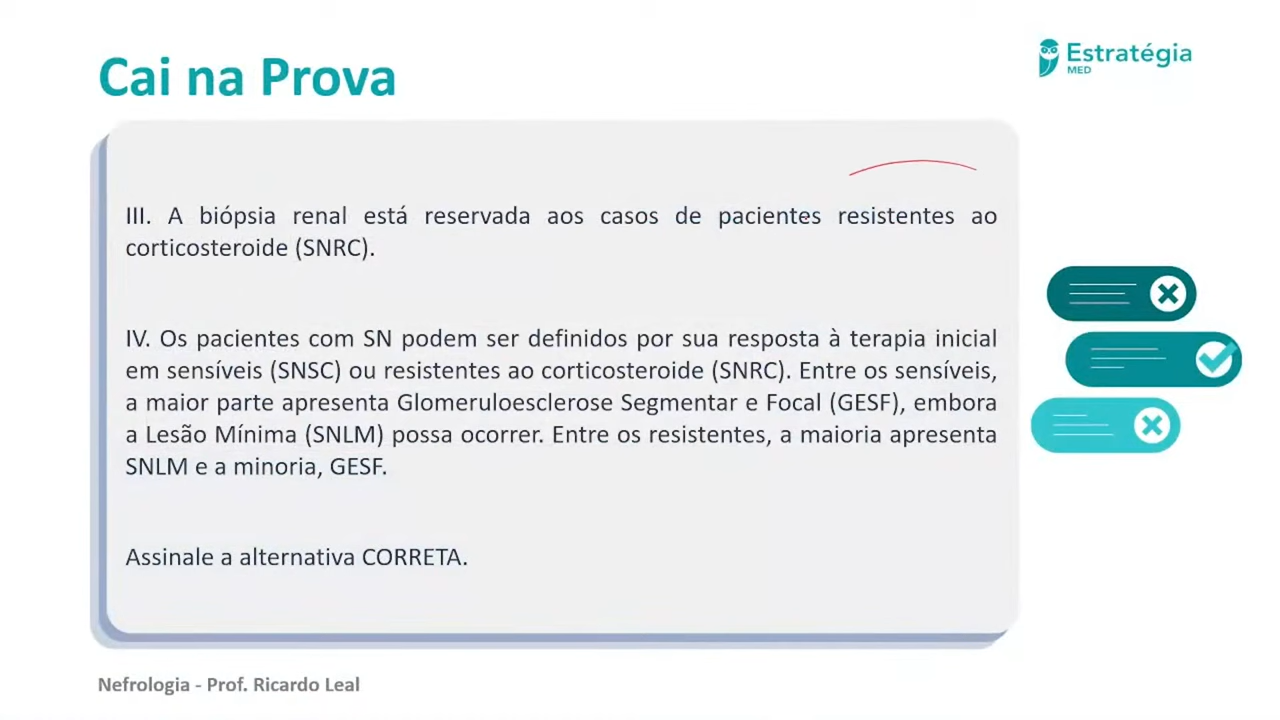 Cai na Prova
Estratégia
MED
III. A biópsia renal está reservada aos casos de pacientes resistentes ao
corticosteroide (SNRC).
IV. Os pacientes com SN podem ser definidos por sua resposta à terapia inicial
em sensíveis (SNSC) ou resistentes ao corticosteroide (SNRC). Entre os sensíveis,
a maior parte apresenta Glomeruloesclerose Segmentar e Focal (GESF), embora
a Lesão Mínima (SNLM) possa ocorrer. Entre os resistentes, a maioria apresenta
SNLM e a minoria, GESF.
Assinale a alternativa CORRETA.
Nefrologia - Prof. Ricardo Leal